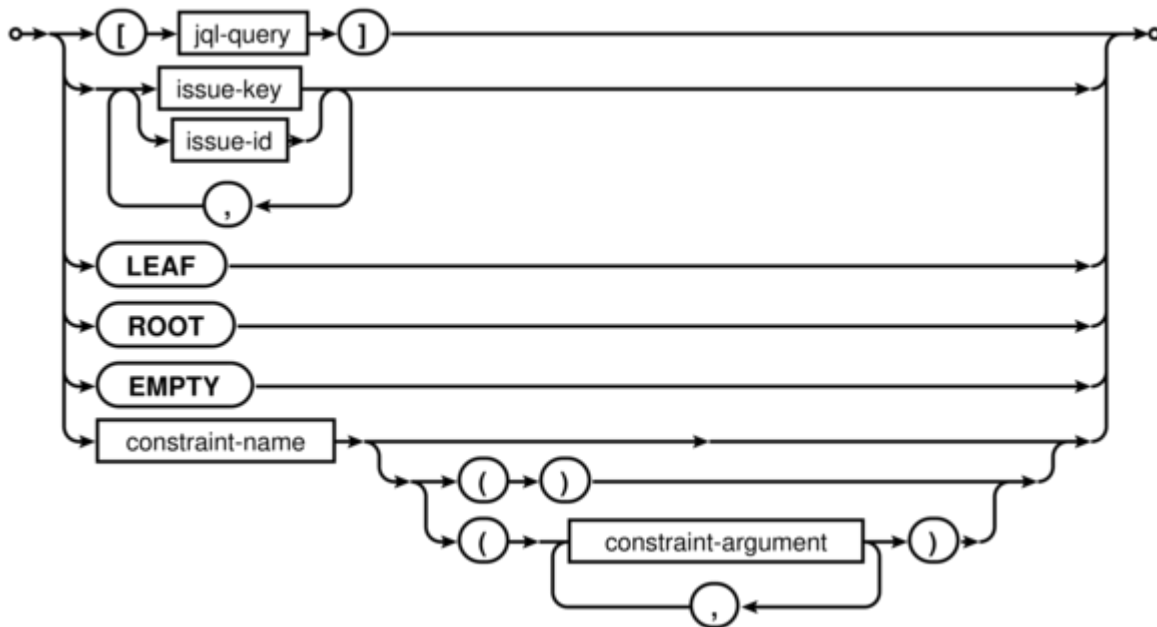 [ jql-query ]
issue-key
issue-id
,
LEAF
ROOT
EMPTY
constraint-name
( )
( constraint-argument )
,